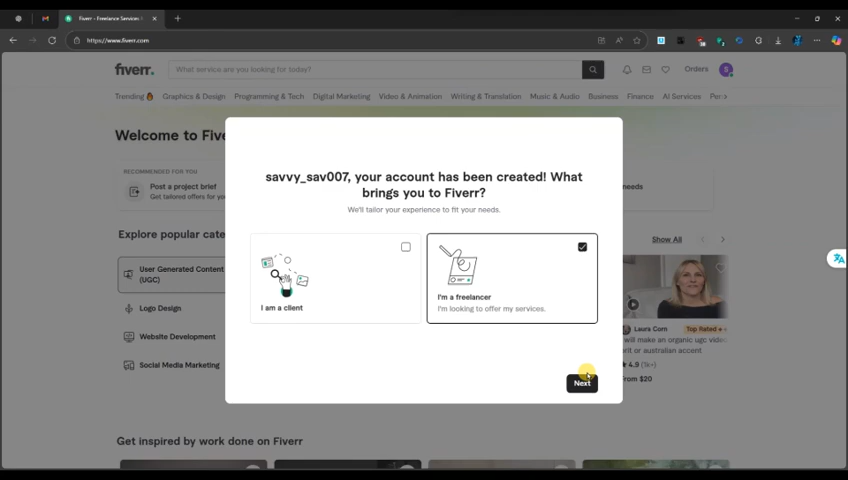 Fiverr - Freelance Services
https://www.fiverr.com
fiverr.
What service are you looking for today?
Orders
S
Trending
Graphics & Design
Programming & Tech
Digital Marketing
Video & Animation
Writing & Translation
Music & Audio
Business
Finance
AI Services
Per
Welcome to Five
RECOMMENDED FOR YOU
Post a project brief
Get tailored offers for yo
needs
savvy_sav007, your account has been created! What
brings you to Fiverr?
We'll tailor your experience to fit your needs.
I am a client
I'm a freelancer
I'm looking to offer my services.
Next
Explore popular cate
Show All
User Generated Content
(UGC)
Logo Design
Website Development
Social Media Marketing
Laura Corn
Top Rated
will make an organic ugc video
brit or australian accent
4.9 (1k+)
From $20
Get inspired by work done on Fiverr